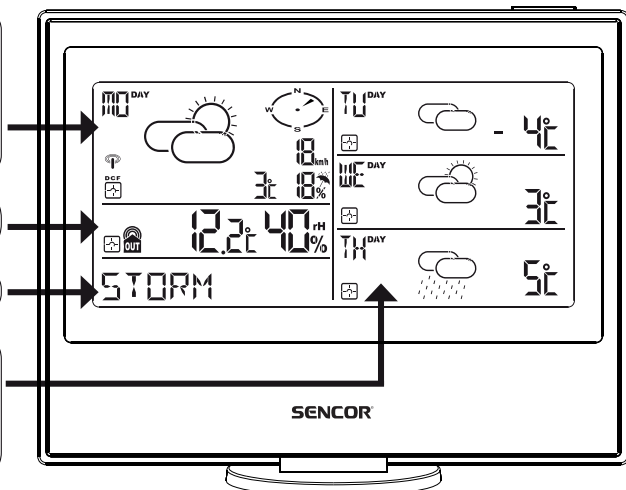 MO DAY
N
W E
S
18 km/h
DCF
3°C 18 %
OUT 12.2°C 40 rH %
STORM
TU DAY
- 4°C
WE DAY
3°C
TH DAY
5°C
SENCOR